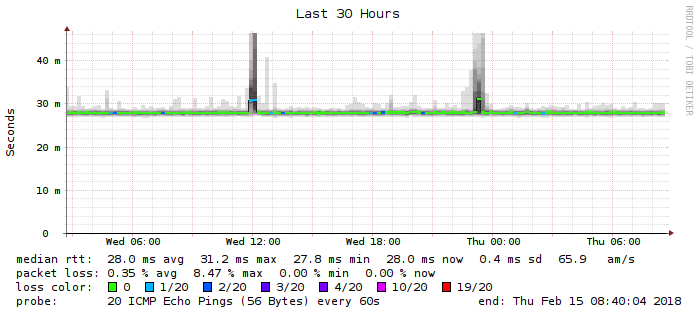 Last 30 Hours
RRDTOOL / TOBI OETIKER
Seconds
40 m
30 m
20 m
10 m
0
Wed 06:00 Wed 12:00 Wed 18:00 Thu 00:00 Thu 06:00
median rtt: 28.0 ms avg 31.2 ms max 27.8 ms min 28.0 ms now 0.4 ms sd 65.9 am/s
packet loss: 0.35 % avg 8.47 % max 0.00 % min 0.00 % now
loss color: 0 1/20 2/20 3/20 4/20 10/20 19/20
probe: 20 ICMP Echo Pings (56 Bytes) every 60s end: Thu Feb 15 08:40:04 2018